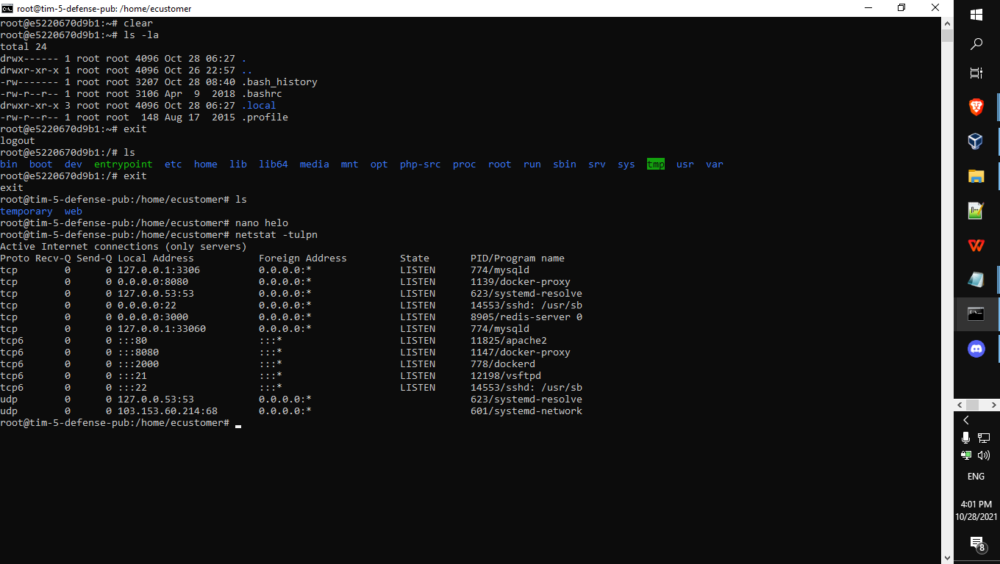 root@tim-5-defense-pub: /home/ecustomer
root@e5220670d9b1:~# clear
root@e5220670d9b1:~# ls -la
total 24
drwx------ 1 root root 4096 Oct 28 06:27 .
drwxr-xr-x 1 root root 4096 Oct 26 22:57 ..
-rw------- 1 root root 3207 Oct 28 08:40 .bash_history
-rw-r--r-- 1 root root 3106 Apr  9  2018 .bashrc
drwxr-xr-x 3 root root 4096 Oct 28 06:27 .local
-rw-r--r-- 1 root root  148 Aug 17  2015 .profile
root@e5220670d9b1:~# exit
logout
root@e5220670d9b1:/# ls
bin  boot  dev  entrypoint  etc  home  lib  lib64  media  mnt  opt  php-src  proc  root  run  sbin  srv  sys  tmp  usr  var
root@e5220670d9b1:/# exit
exit
root@tim-5-defense-pub:/home/ecustomer# ls
temporary  web
root@tim-5-defense-pub:/home/ecustomer# nano helo
root@tim-5-defense-pub:/home/ecustomer# netstat -tulpn
Active Internet connections (only servers)
Proto Recv-Q Send-Q Local Address           Foreign Address         State       PID/Program name
tcp        0      0 127.0.0.1:3306          0.0.0.0:*               LISTEN      774/mysqld
tcp        0      0 0.0.0.0:8080            0.0.0.0:*               LISTEN      1139/docker-proxy
tcp        0      0 127.0.0.53:53           0.0.0.0:*               LISTEN      623/systemd-resolve
tcp        0      0 0.0.0.0:22              0.0.0.0:*               LISTEN      14553/sshd: /usr/sb
tcp        0      0 0.0.0.0:3000            0.0.0.0:*               LISTEN      8905/redis-server 0
tcp        0      0 127.0.0.1:33060         0.0.0.0:*               LISTEN      774/mysqld
tcp6       0      0 :::80                   :::*                    LISTEN      11825/apache2
tcp6       0      0 :::8080                 :::*                    LISTEN      1147/docker-proxy
tcp6       0      0 :::2000                 :::*                    LISTEN      778/dockerd
tcp6       0      0 :::21                   :::*                    LISTEN      12198/vsftpd
tcp6       0      0 :::22                   :::*                    LISTEN      14553/sshd: /usr/sb
udp        0      0 127.0.0.53:53           0.0.0.0:*                           623/systemd-resolve
udp        0      0 103.153.60.214:68       0.0.0.0:*                           601/systemd-network
root@tim-5-defense-pub:/home/ecustomer#
ENG
4:01 PM
10/28/2021
8